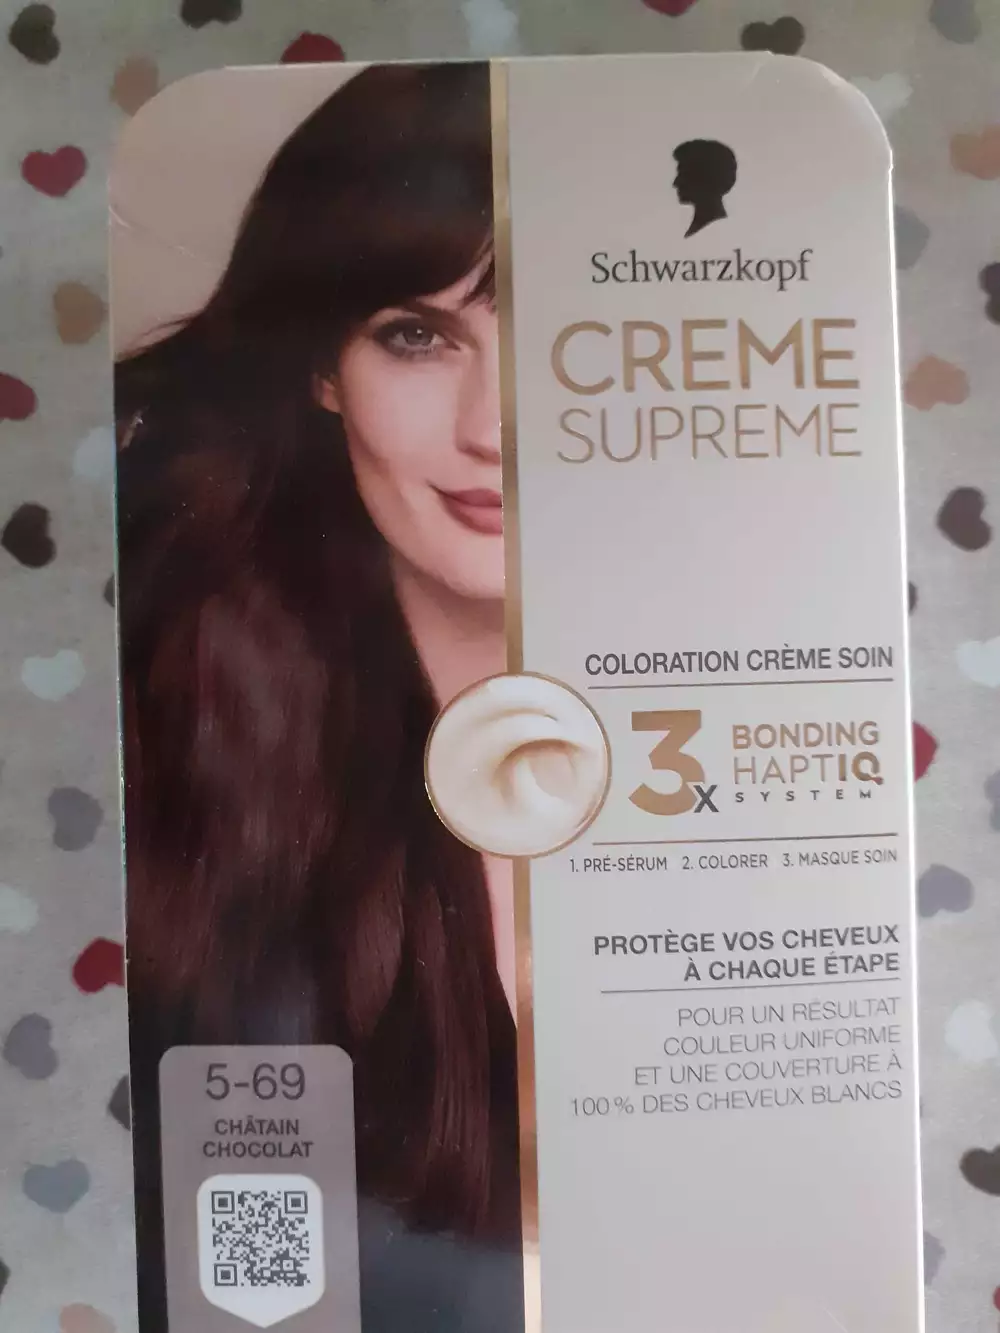 Schwarzkopf
CREME
SUPREME
COLORATION CRÈME SOIN
3x
BONDING
HAPTIQ
SYSTEM
1. PRÉ-SÉRUM 2. COLORER 3. MASQUE SOIN
PROTÈGE VOS CHEVEUX
À CHAQUE ÉTAPE
POUR UN RÉSULTAT
COULEUR UNIFORME
ET UNE COUVERTURE À
100% DES CHEVEUX BLANCS
5-69
CHÂTAIN
CHOCOLAT